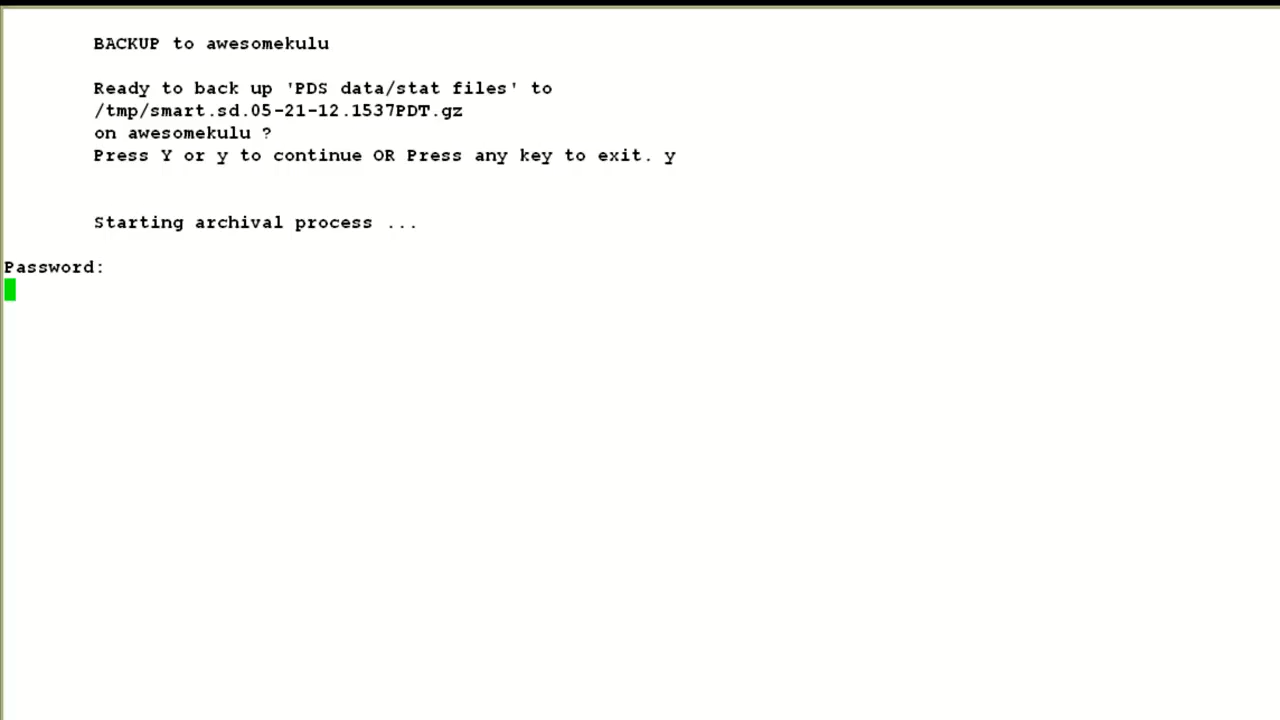 BACKUP to awesomekulu
Ready to back up 'PDS data/stat files' to
/tmp/smart.sd.05-21-12.1537PDT.gz
on awesomekulu ?
Press Y or y to continue OR Press any key to exit. y
Starting archival process ...
Password: